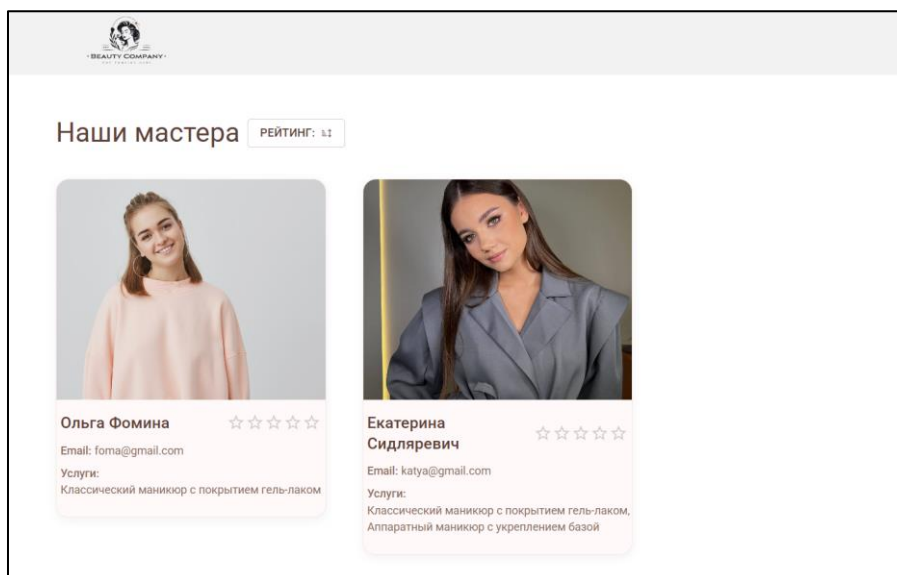 · BEAUTY COMPANY ·
Наши мастера
РЕЙТИНГ:
Ольга Фомина
Email: foma@gmail.com
Услуги:
Классический маникюр с покрытием гель-лаком
Екатерина
Сидляревич
Email: katya@gmail.com
Услуги:
Классический маникюр с покрытием гель-лаком,
Аппаратный маникюр с укреплением базой